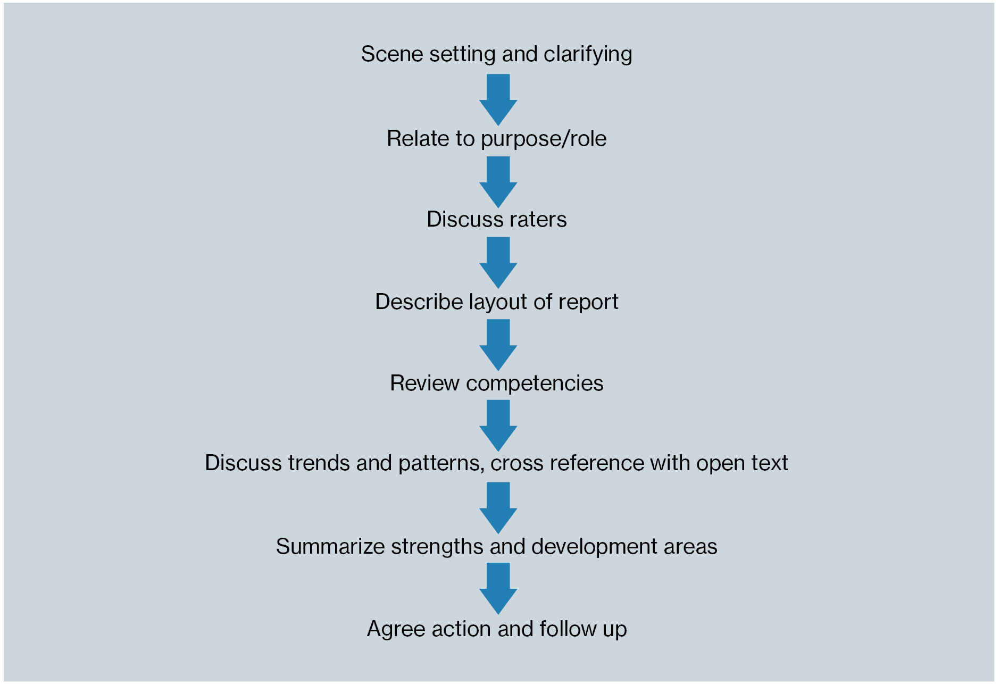 Scene setting and clarifying
Relate to purpose/role
Discuss raters
Describe layout of report
Review competencies
Discuss trends and patterns, cross reference with open text
Summarize strengths and development areas
Agree action and follow up